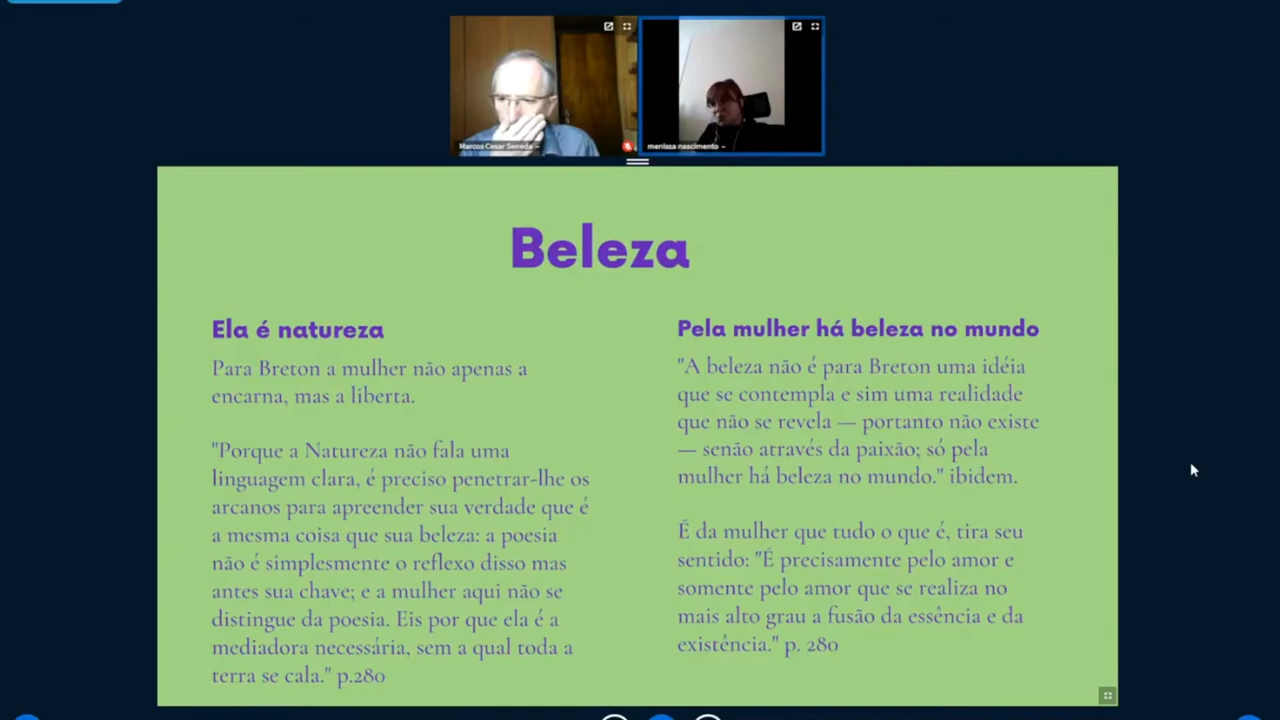 Marcos Cesar Seneda
menissa nascimento
Beleza
Ela é natureza
Para Breton a mulher não apenas a
encarna, mas a liberta.
"Porque a Natureza não fala uma
linguagem clara, é preciso penetrar-lhe os
arcanos para apreender sua verdade que é
a mesma coisa que sua beleza: a poesia
não é simplesmente o reflexo disso mas
antes sua chave; e a mulher aqui não se
distingue da poesia. Eis por que ela é a
mediadora necessária, sem a qual toda a
terra se cala." p.280
Pela mulher há beleza no mundo
"A beleza não é para Breton uma idéia
que se contempla e sim uma realidade
que não se revela — portanto não existe
— senão através da paixão; só pela
mulher há beleza no mundo." ibidem.
É da mulher que tudo o que é, tira seu
sentido: "É precisamente pelo amor e
somente pelo amor que se realiza no
mais alto grau a fusão da essência e da
existência." p. 280